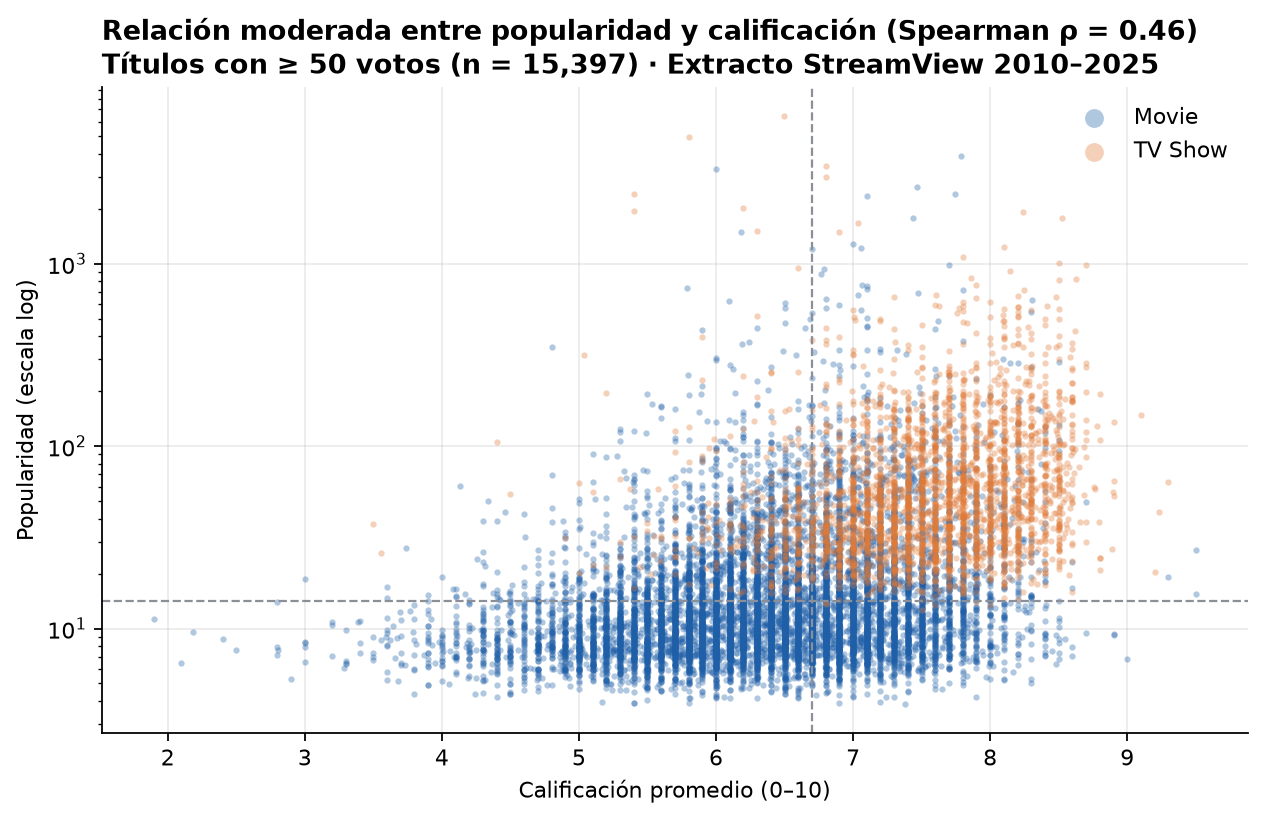 Relación moderada entre popularidad y calificación (Spearman ρ = 0.46)
Títulos con ≥ 50 votos (n = 15,397) · Extracto StreamView 2010–2025
Movie
TV Show
Popularidad (escala log)
10³
10²
10¹
2 3 4 5 6 7 8 9
Calificación promedio (0–10)